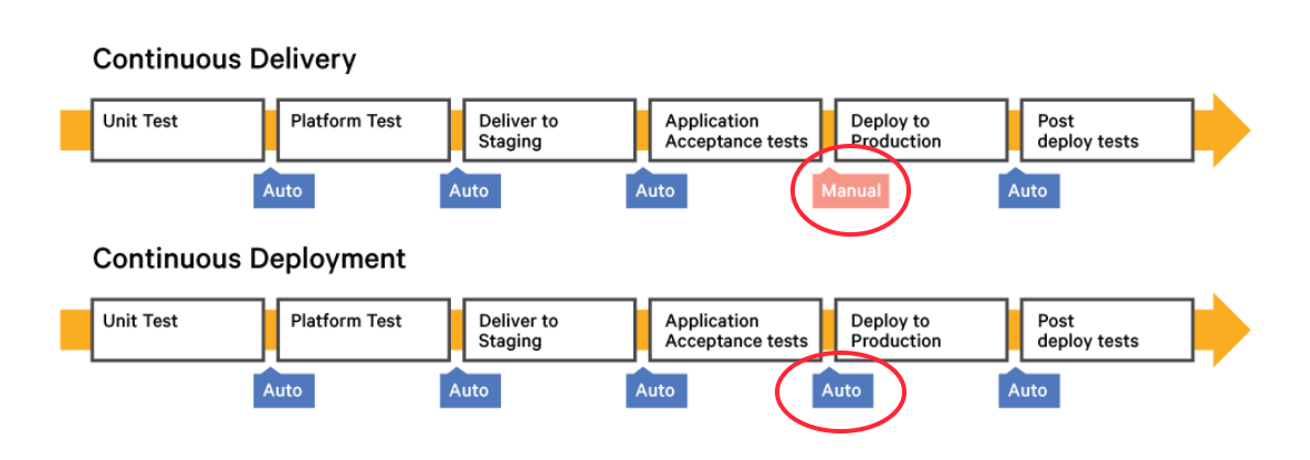 Continuous Delivery
Unit Test
Platform Test
Deliver to
Staging
Application
Acceptance tests
Deploy to
Production
Post
deploy tests
Auto
Auto
Auto
Manual
Auto
Continuous Deployment
Unit Test
Platform Test
Deliver to
Staging
Application
Acceptance tests
Deploy to
Production
Post
deploy tests
Auto
Auto
Auto
Auto
Auto